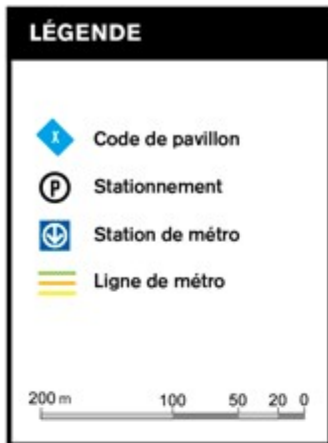 LÉGENDE
X Code de pavillon
P Stationnement
Station de métro
Ligne de métro
200 m 100 50 20 0